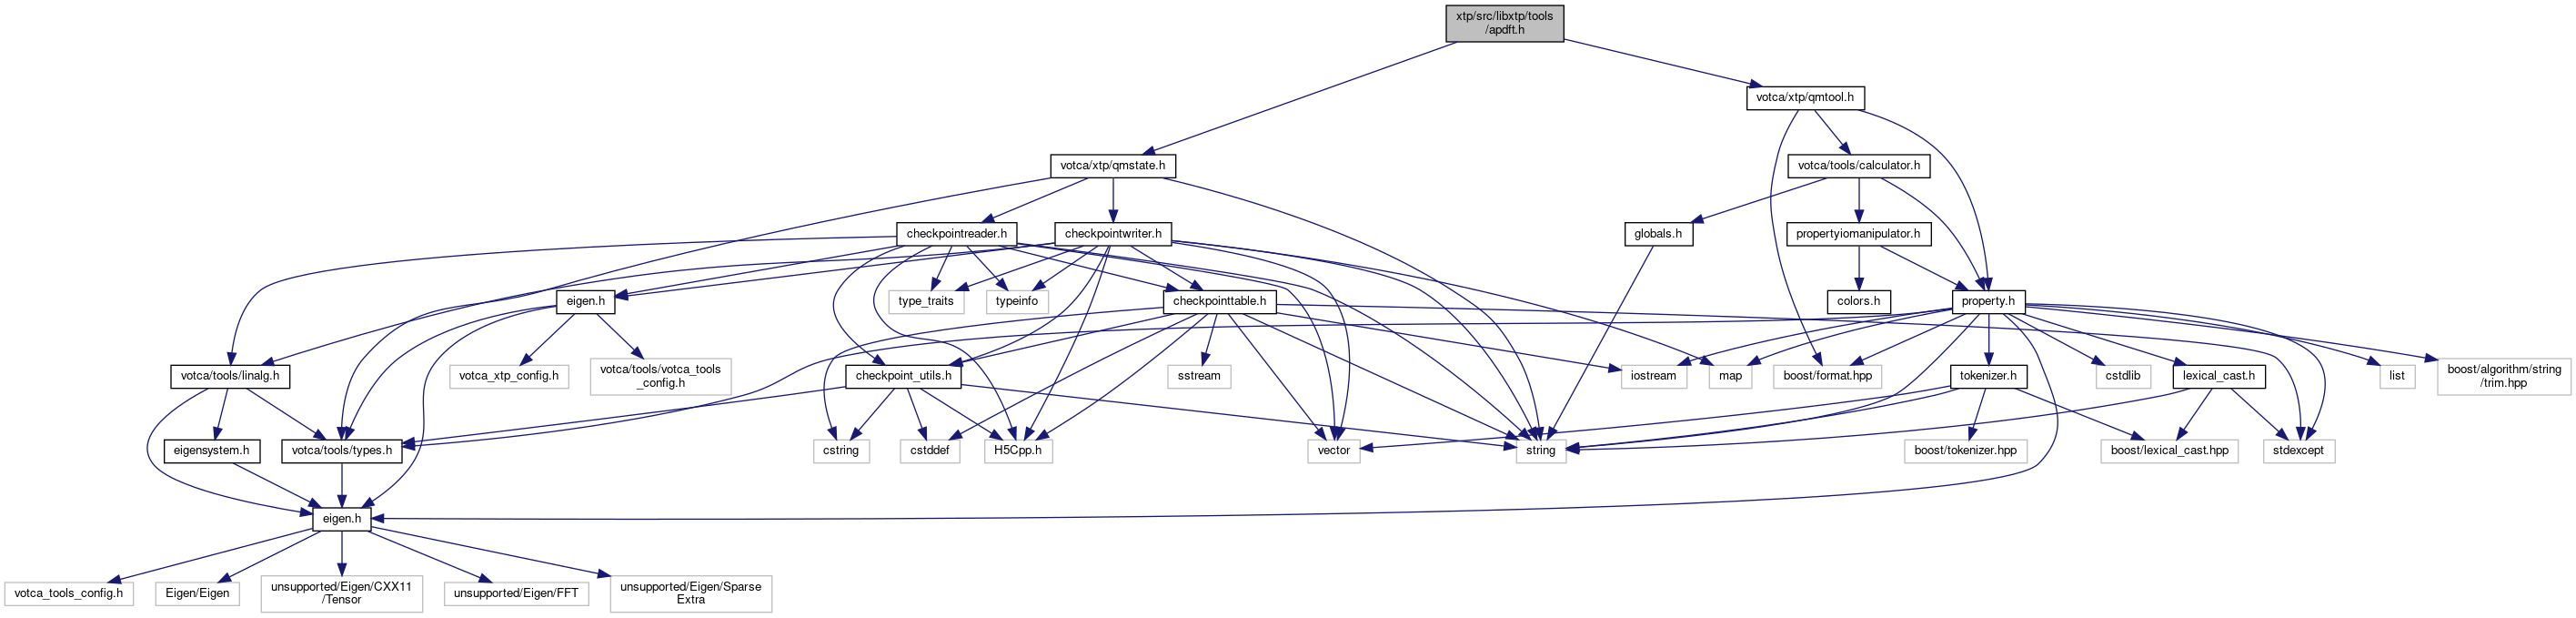 xtp/src/libxtp/tools
/apdft.h
votca/xtp/qmtool.h
votca/xtp/qmstate.h
votca/tools/calculator.h
checkpointreader.h
checkpointwriter.h
globals.h
propertyiomanipulator.h
eigen.h
type_traits
typeinfo
checkpointtable.h
colors.h
property.h
votca/tools/linalg.h
votca_xtp_config.h
votca/tools/votca_tools
_config.h
checkpoint_utils.h
sstream
iostream
map
boost/format.hpp
tokenizer.h
cstdlib
lexical_cast.h
list
boost/algorithm/string
/trim.hpp
eigensystem.h
votca/tools/types.h
cstring
cstddef
H5Cpp.h
vector
string
boost/tokenizer.hpp
boost/lexical_cast.hpp
stdexcept
eigen.h
votca_tools_config.h
Eigen/Eigen
unsupported/Eigen/CXX11
/Tensor
unsupported/Eigen/FFT
unsupported/Eigen/Sparse
Extra